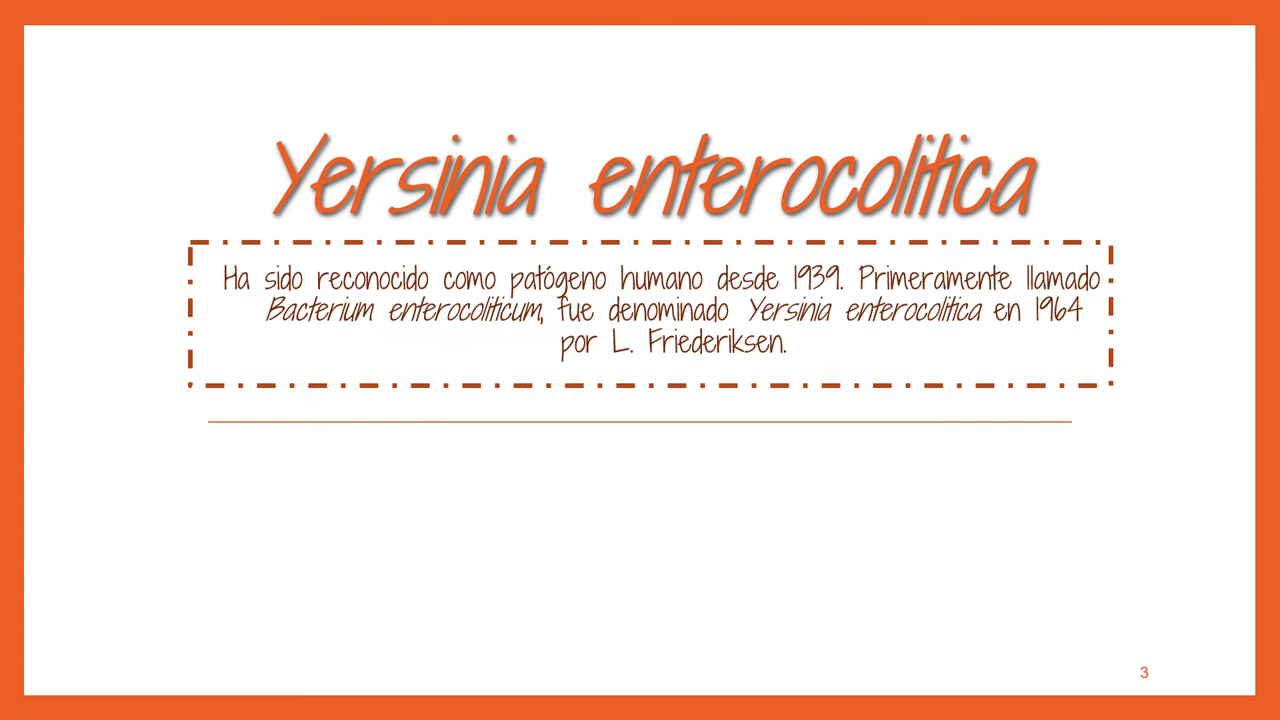 Yersinia enterocolitica
Ha sido reconocido como patógeno humano desde 1939. Primeramente llamado
Bacterium enterocoliticum, fue denominado Yersinia enterocolitica en 1964
por L. Friederiksen.
3